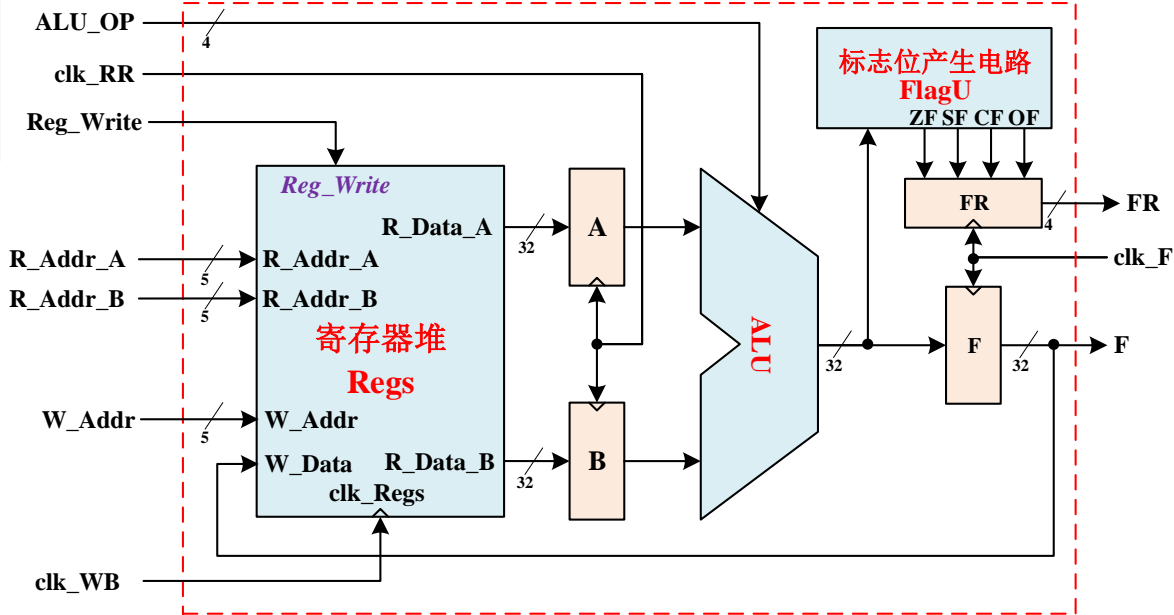 ALU_OP
4
clk_RR
Reg_Write
标志位产生电路
FlagU
ZF SF CF OF
Reg_Write
R_Data_A
32
A
FR
4
FR
R_Addr_A
5
R_Addr_A
clk_F
R_Addr_B
5
R_Addr_B
寄存器堆
Regs
ALU
32
F
32
F
W_Addr
5
W_Addr
W_Data
R_Data_B
32
B
clk_Regs
clk_WB